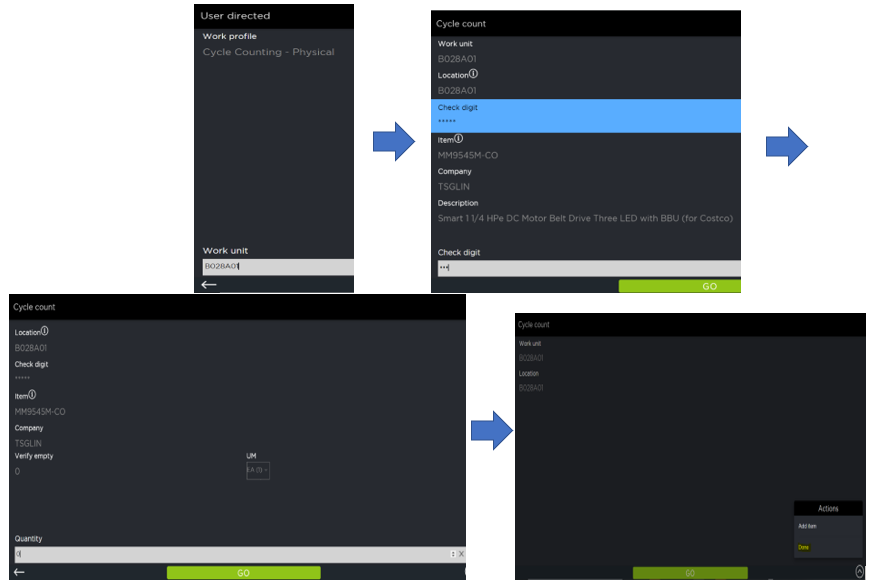 User directed
Work profile
Cycle Counting - Physical
Work unit
B028A01
Cycle count
Work unit
B028A01
Location
B028A01
Check digit
*****
Item
MM9545M-CO
Company
TSGLIN
Description
Smart 1 1/4 HPe DC Motor Belt Drive Three LED with BBU (for Costco)
Check digit
•••
GO
Cycle count
Location
B028A01
Check digit
*****
Item
MM9545M-CO
Company
TSGLIN
Verify empty UM
0 EA (1)
Quantity
0
X
GO
Cycle count
Work unit
B028A01
Location
B028A01
Actions
Add item
Done
GO